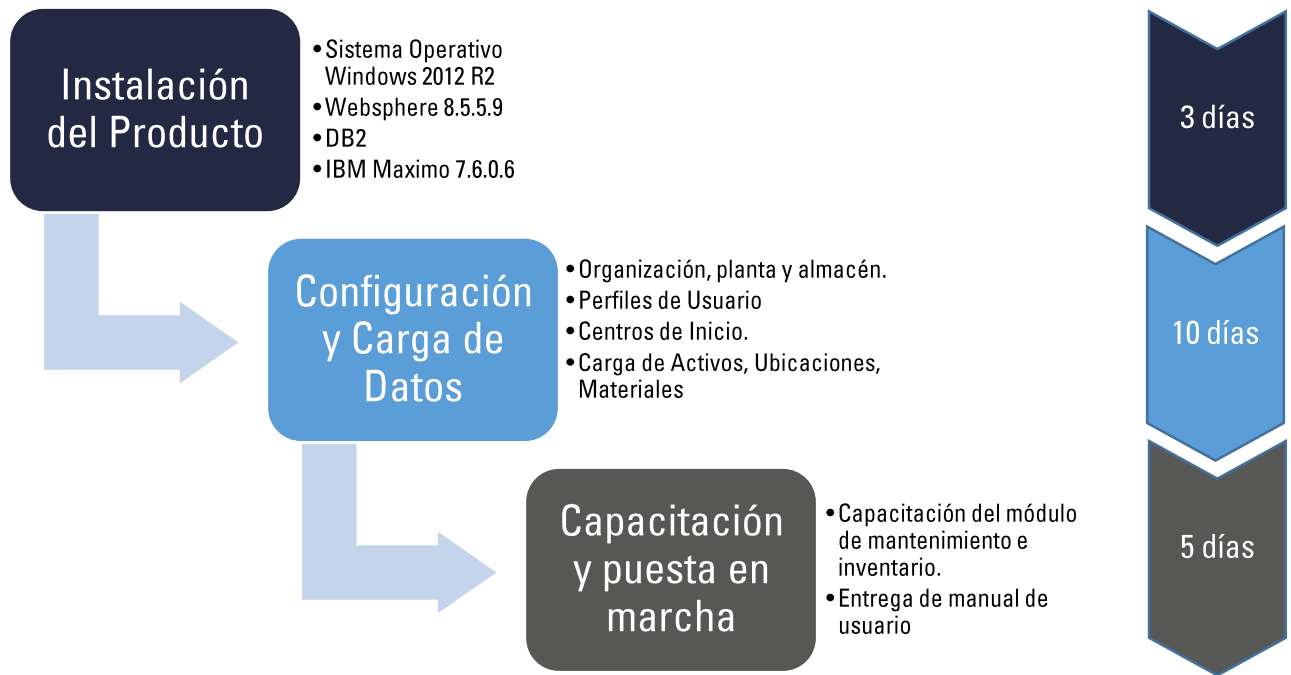 Instalación
del Producto
•Sistema Operativo
Windows 2012 R2
•Websphere 8.5.5.9
•DB2
•IBM Maximo 7.6.0.6
3 días
Configuración
y Carga de
Datos
•Organización, planta y almacén.
•Perfiles de Usuario
•Centros de Inicio.
•Carga de Activos, Ubicaciones,
Materiales
10 días
Capacitación
y puesta en
marcha
•Capacitación del módulo
de mantenimiento e
inventario.
•Entrega de manual de
usuario
5 días